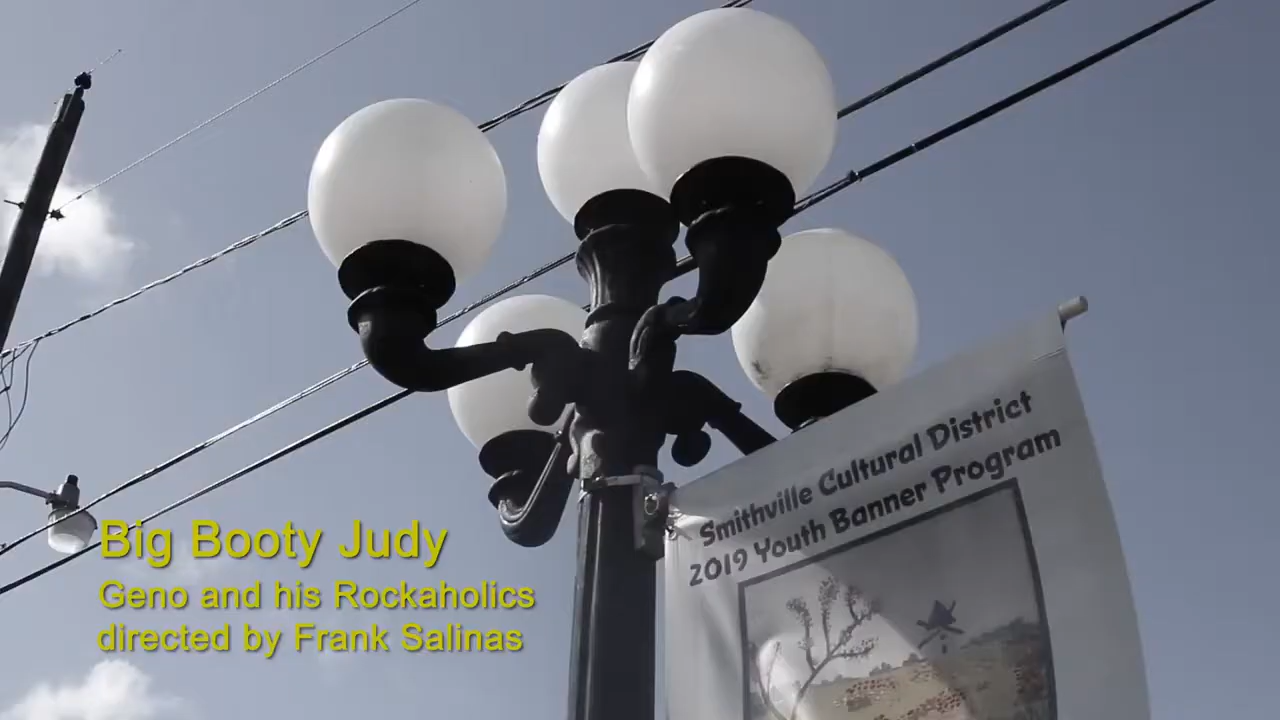 Smithville Cultural District
2019 Youth Banner Program
Big Booty Judy
Geno and his Rockaholics
directed by Frank Salinas